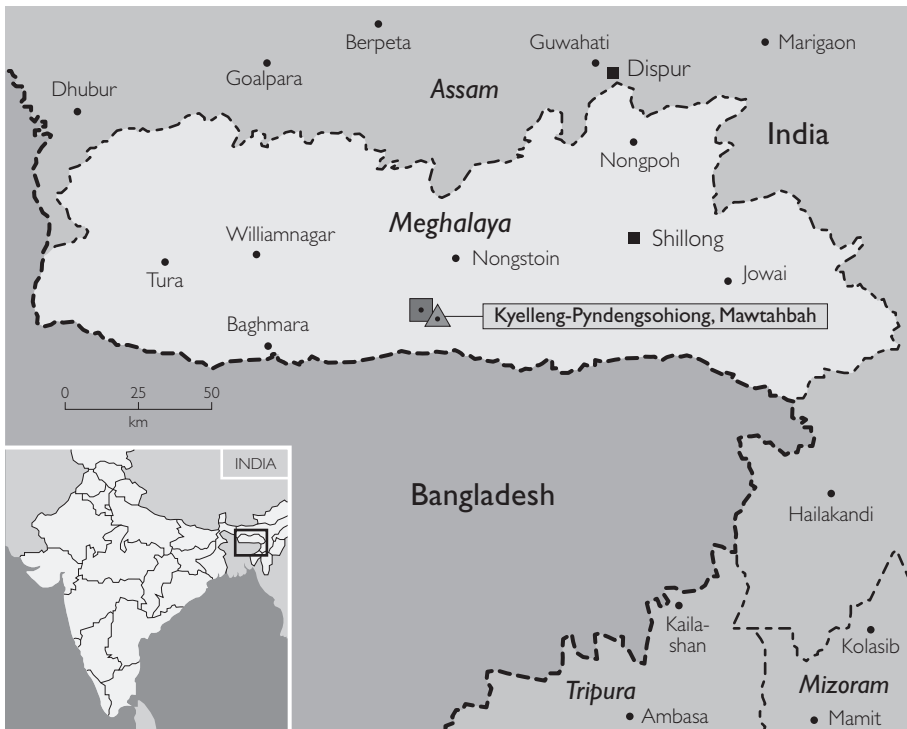 Berpeta
Guwahati
Marigaon
Goalpara
Dispur
Dhubur
Assam
India
Nongpoh
Meghalaya
Williamnagar
Shillong
Nongstoin
Tura
Jowai
Kyelleng-Pyndengsohiong, Mawtahbah
Baghmara
0 25 50
km
INDIA
Bangladesh
Hailakandi
Kaila-
shan
Kolasib
Tripura
Mizoram
Ambasa
Mamit